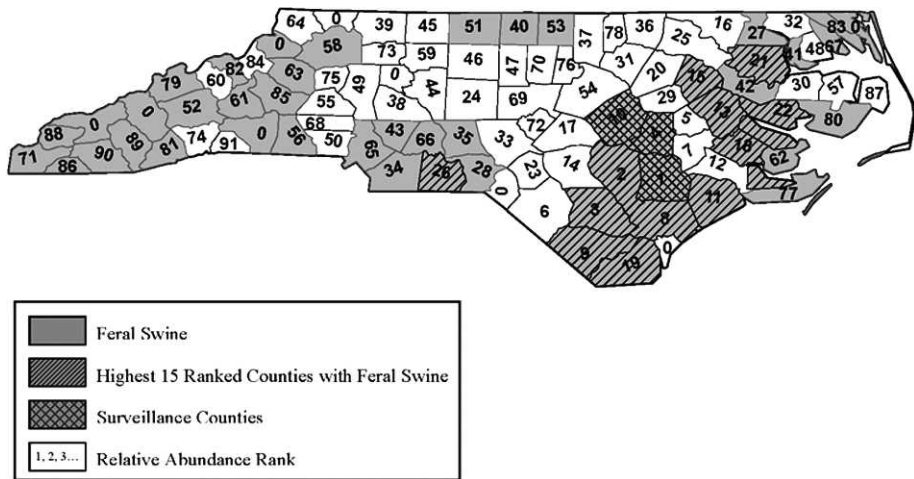 64 0 39 45 51 40 53 37 78 36 25 16 27 32 83 0
0 58 73 59 46 47 70 76 31 20 15 21 41 48 67
79 60 82 84 63 75 49 0 44 54 42 30 57 87
52 61 85 55 38 24 69 29 13 22 80
88 0 0 68 43 66 35 33 72 17 10 5 18 62
71 86 90 89 81 74 91 0 56 50 65 34 26 28 23 14 2 1 7 12 77
0 6 3 8 11
9 19 0
Feral Swine
Highest 15 Ranked Counties with Feral Swine
Surveillance Counties
1, 2, 3... Relative Abundance Rank